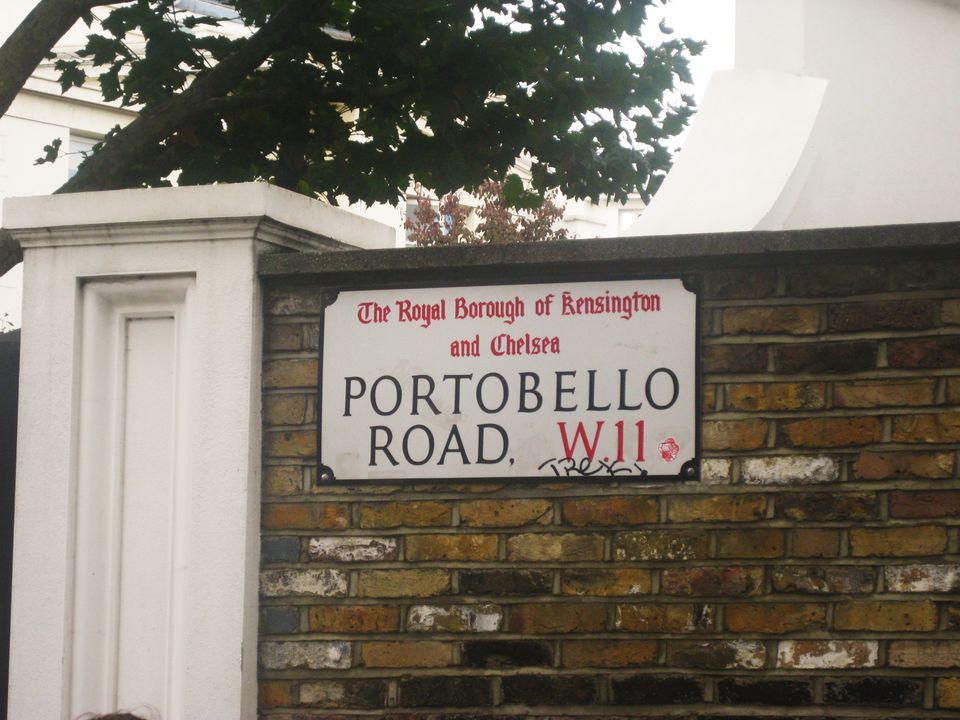 The Royal Borough of Kensington
and Chelsea
PORTOBELLO
ROAD, W.11